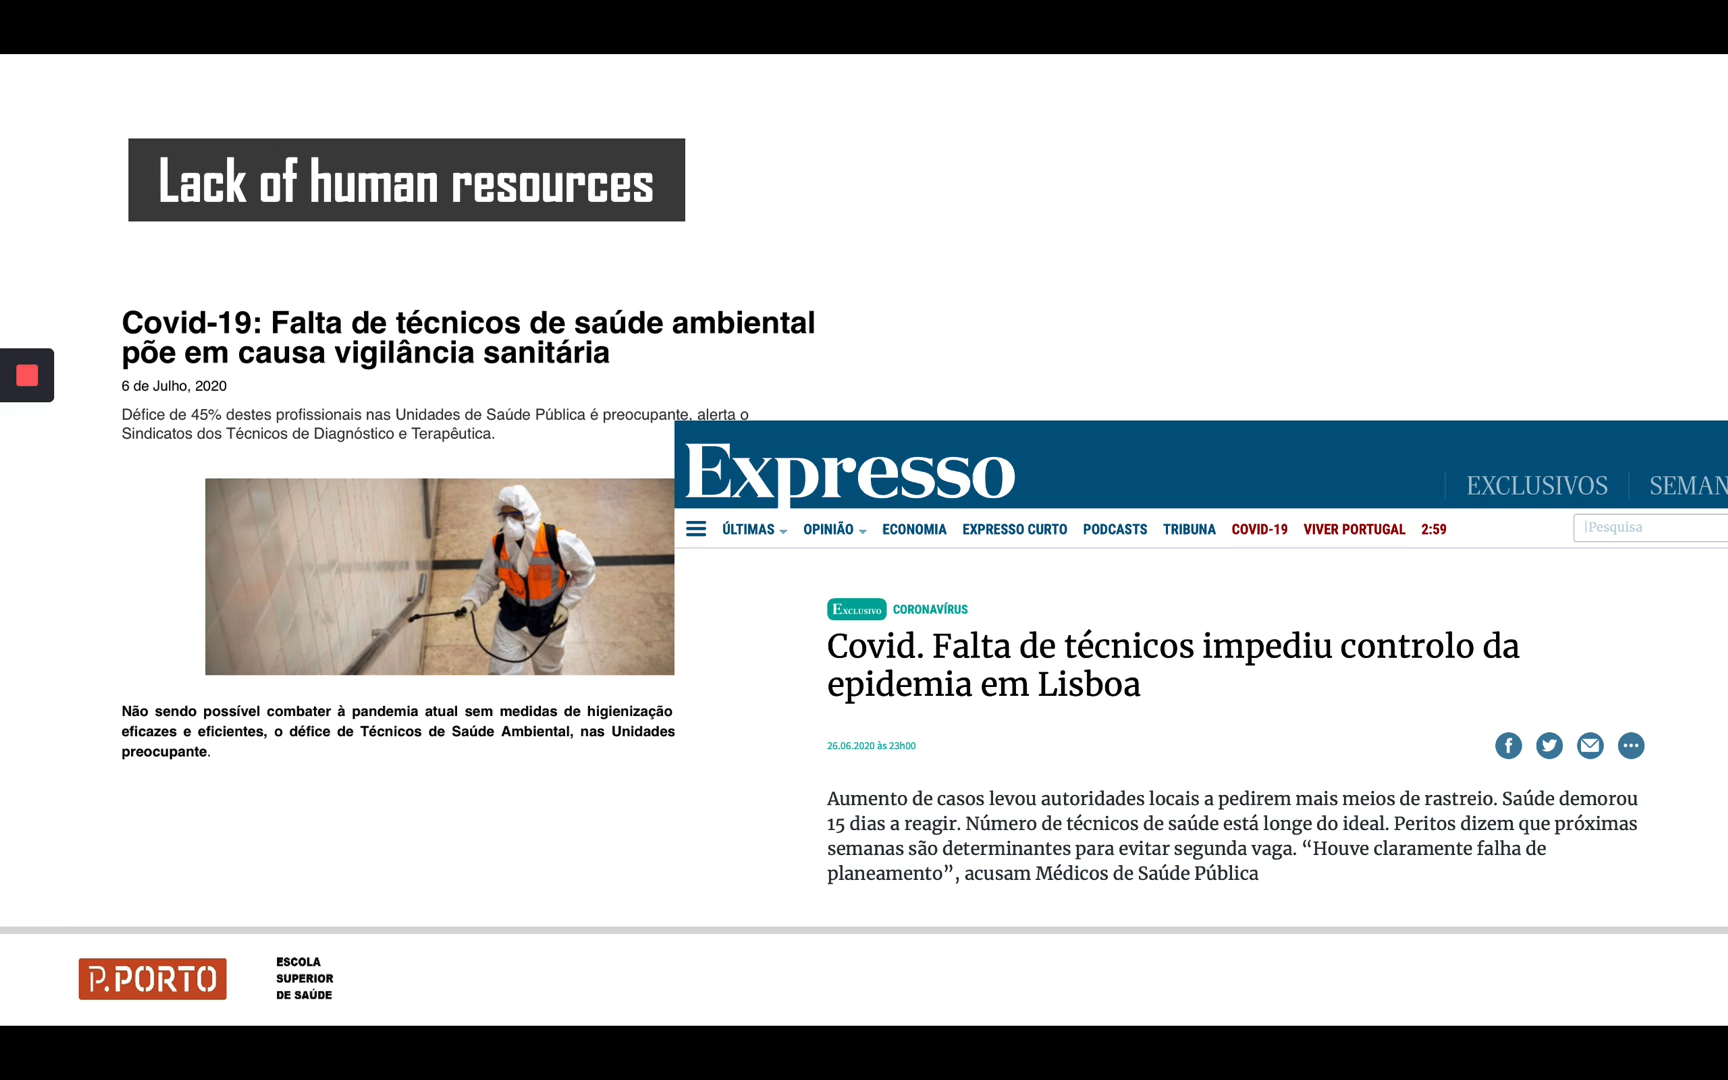 Lack of human resources
Covid-19: Falta de técnicos de saúde ambiental
põe em causa vigilância sanitária
6 de Julho, 2020
Défice de 45% destes profissionais nas Unidades de Saúde Pública é preocupante, alerta o
Sindicatos dos Técnicos de Diagnóstico e Terapêutica.
Não sendo possível combater à pandemia atual sem medidas de higienização
eficazes e eficientes, o défice de Técnicos de Saúde Ambiental, nas Unidades
preocupante.
Expresso
EXCLUSIVOS SEMAN
ÚLTIMAS OPINIÃO ECONOMIA EXPRESSO CURTO PODCASTS TRIBUNA COVID-19 VIVER PORTUGAL 2:59
Pesquisa
EXCLUSIVO CORONAVÍRUS
Covid. Falta de técnicos impediu controlo da
epidemia em Lisboa
26.06.2020 às 23h00
Aumento de casos levou autoridades locais a pedirem mais meios de rastreio. Saúde demorou
15 dias a reagir. Número de técnicos de saúde está longe do ideal. Peritos dizem que próximas
semanas são determinantes para evitar segunda vaga. “Houve claramente falha de
planeamento”, acusam Médicos de Saúde Pública
P.PORTO
ESCOLA
SUPERIOR
DE SAÚDE